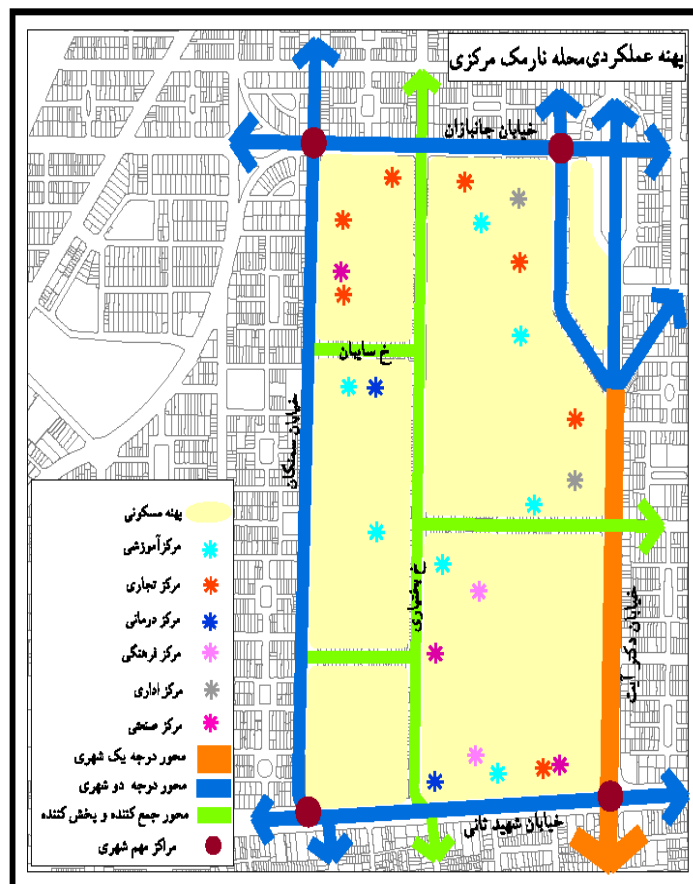 پهنه عملکردی محله نارمک مرکزی
خیابان جانبازان
خ سایبان
خیابان سمنگان
خ بختیاری
خیابان دکتر آیت
خیابان شهید ثانی
پهنه مسکونی
مرکز آموزشی
مرکز تجاری
مرکز درمانی
مرکز فرهنگی
مرکز اداری
مرکز صنعتی
محور درجه یک شهری
محور درجه دو شهری
محور جمع کننده و پخش کننده
مراکز مهم شهری